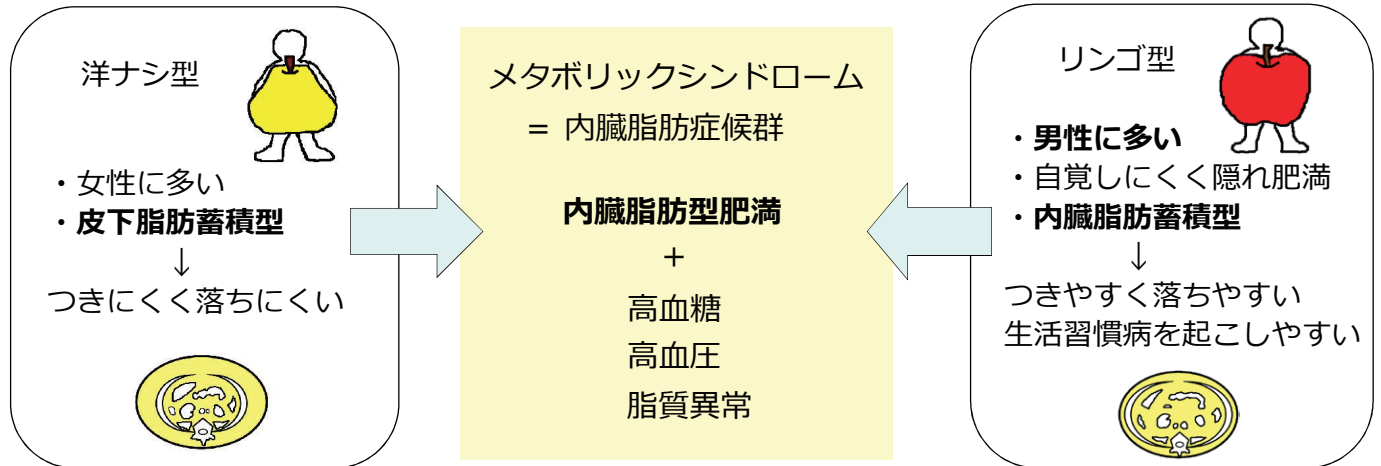 洋ナシ型
・女性に多い
・皮下脂肪蓄積型
↓
つきにくく落ちにくい
メタボリックシンドローム
= 内臓脂肪症候群
内臓脂肪型肥満
+
高血糖
高血圧
脂質異常
リンゴ型
・男性に多い
・自覚しにくく隠れ肥満
・内臓脂肪蓄積型
↓
つきやすく落ちやすい
生活習慣病を起こしやすい